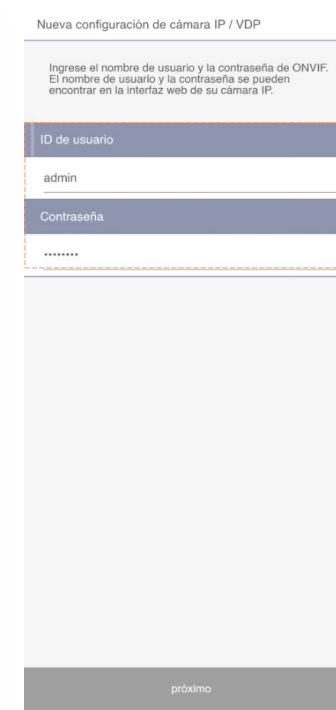 Nueva configuración de cámara IP / VDP
Ingrese el nombre de usuario y la contraseña de ONVIF.
El nombre de usuario y la contraseña se pueden
encontrar en la interfaz web de su cámara IP.
ID de usuario
admin
Contraseña
••••••••
próximo